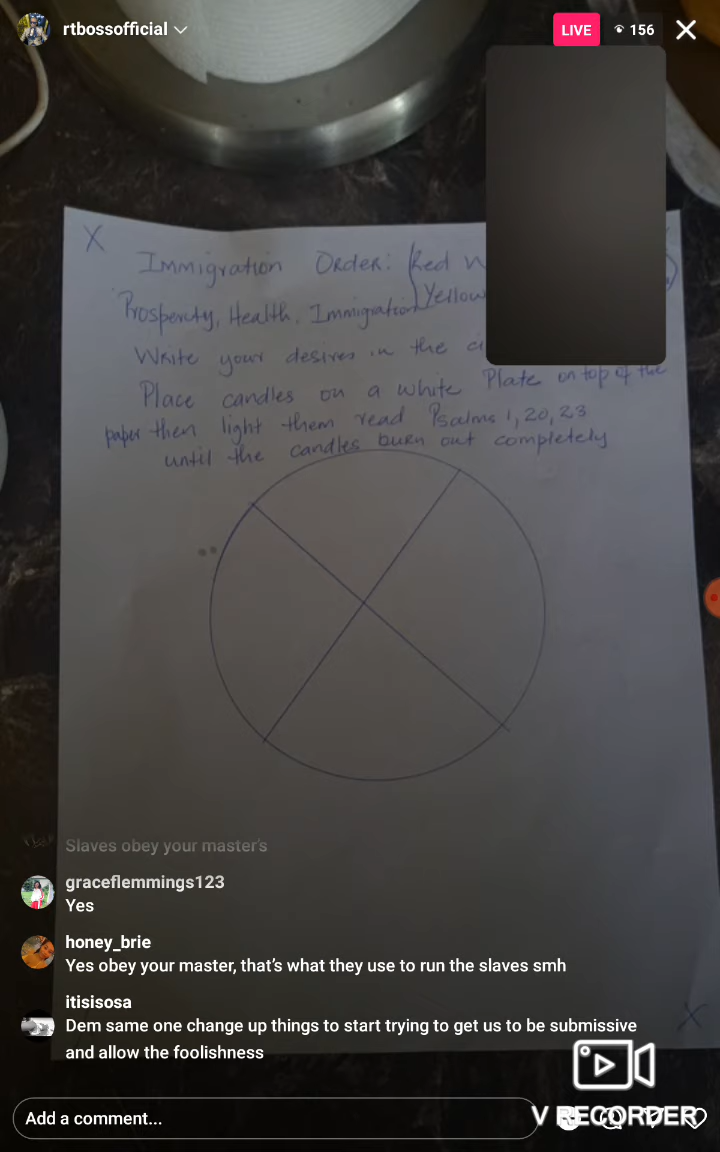 rtbossofficial
LIVE 156
X
Immigration Order: (Red
Prosperity, Health, Immigration Yellow
Write your desires in the
Place candles on a white Plate on top of the
paper then light them read Psalms 1, 20, 23
until the candles burn out completely
Slaves obey your master's
graceflemmings123
Yes
honey_brie
Yes obey your master, that's what they use to run the slaves smh
itisisosa
Dem same one change up things to start trying to get us to be submissive
and allow the foolishness
X
Add a comment...
V RECORDER